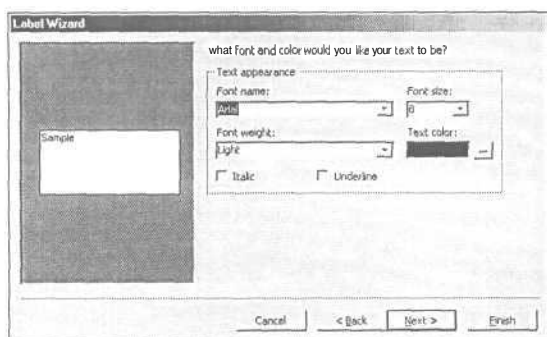 Label Wizard
what Font and color would you like your text to be?
Text appearance
Font name:
Font size:
Arial
8
Sample
Font weight:
Text color:
Light
...
Italic
Underline
Cancel
< Back
Next >
Finish